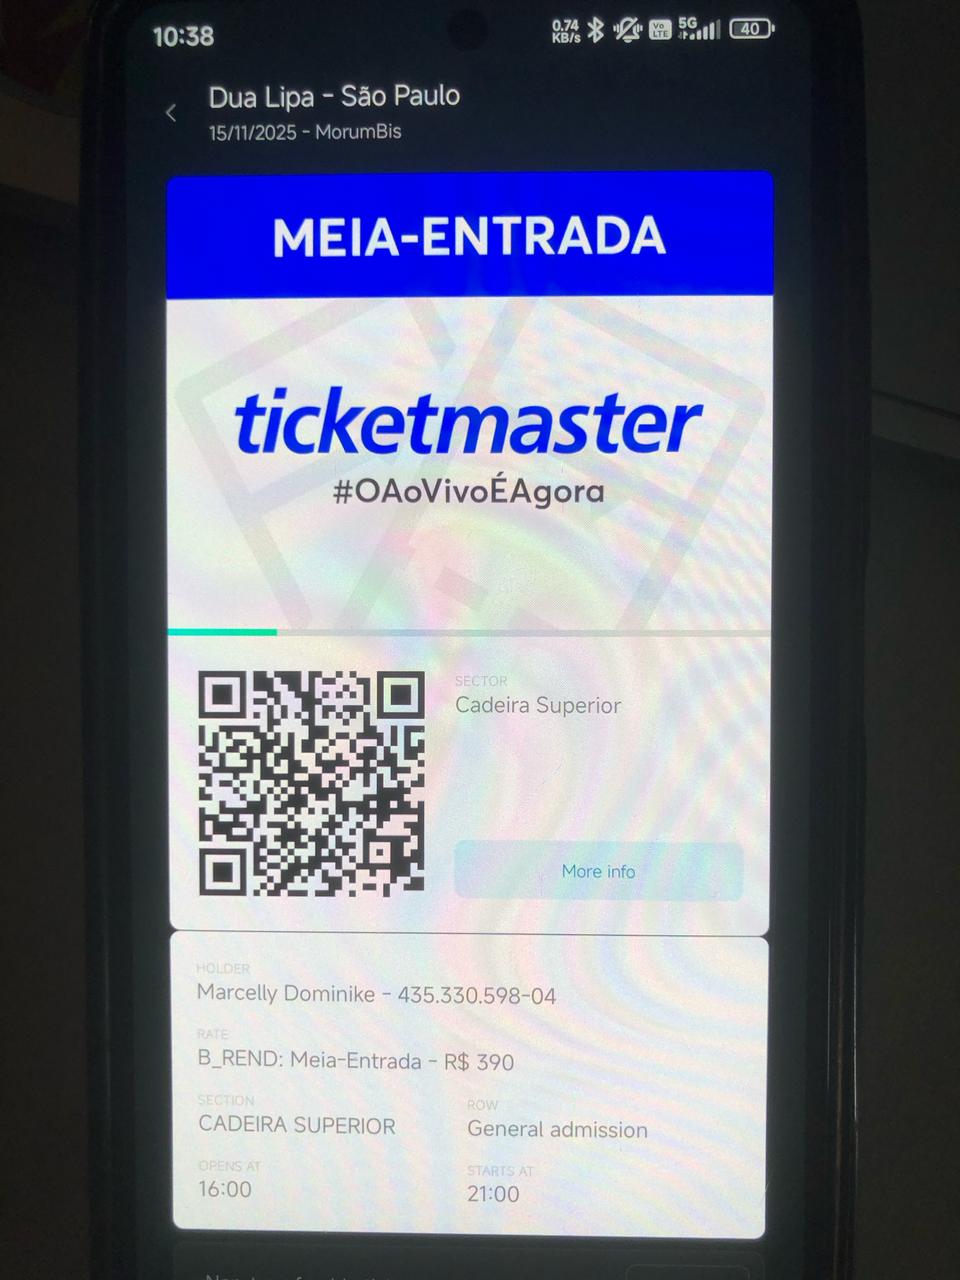 10:38
0.74
KB/s
Vo
LTE
5G
40
Dua Lipa - São Paulo
15/11/2025 - MorumBis
MEIA-ENTRADA
ticketmaster
#OAoVivoÉAgora
SECTOR
Cadeira Superior
More info
HOLDER
Marcelly Dominike - 435.330.598-04
RATE
B_REND: Meia-Entrada - R$ 390
SECTION
CADEIRA SUPERIOR
ROW
General admission
OPENS AT
16:00
STARTS AT
21:00